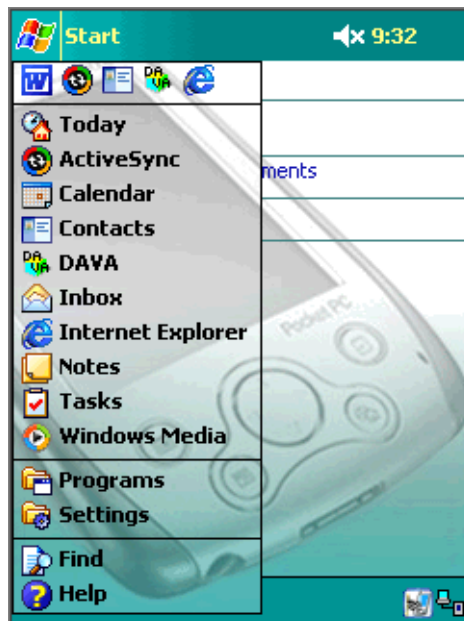 Start 9:32
DAVA
Today
ActiveSync
ments
Calendar
Contacts
DAVA
Inbox
Internet Explorer
Pocket PC
Notes
Tasks
Windows Media
Programs
Settings
Find
Help